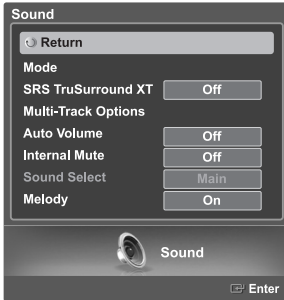 Sound
Return
Mode
SRS TruSurround XT Off
Multi-Track Options
Auto Volume Off
Internal Mute Off
Sound Select Main
Melody On
Sound
Enter